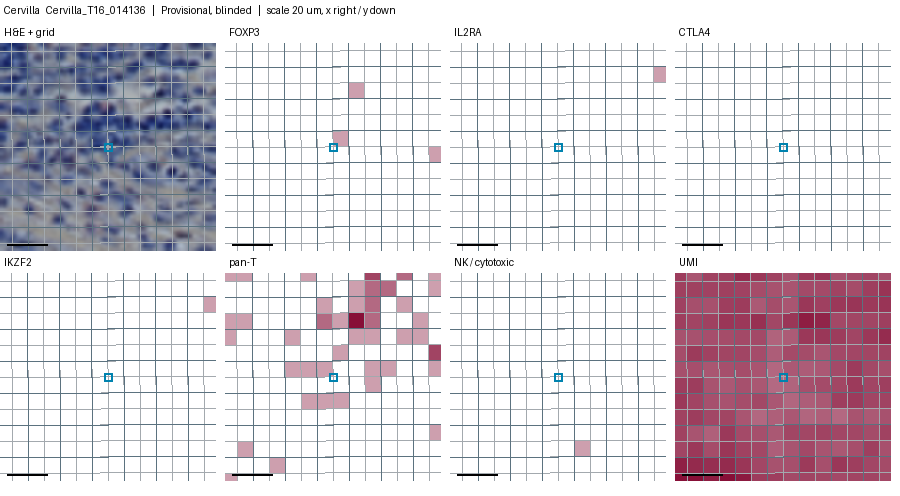 Cervilla Cervilla_T16_014136 | Provisional, blinded | scale 20 um, x right / y down
H&E + grid
FOXP3
IL2RA
CTLA4
IKZF2
pan-T
NK / cytotoxic
UMI